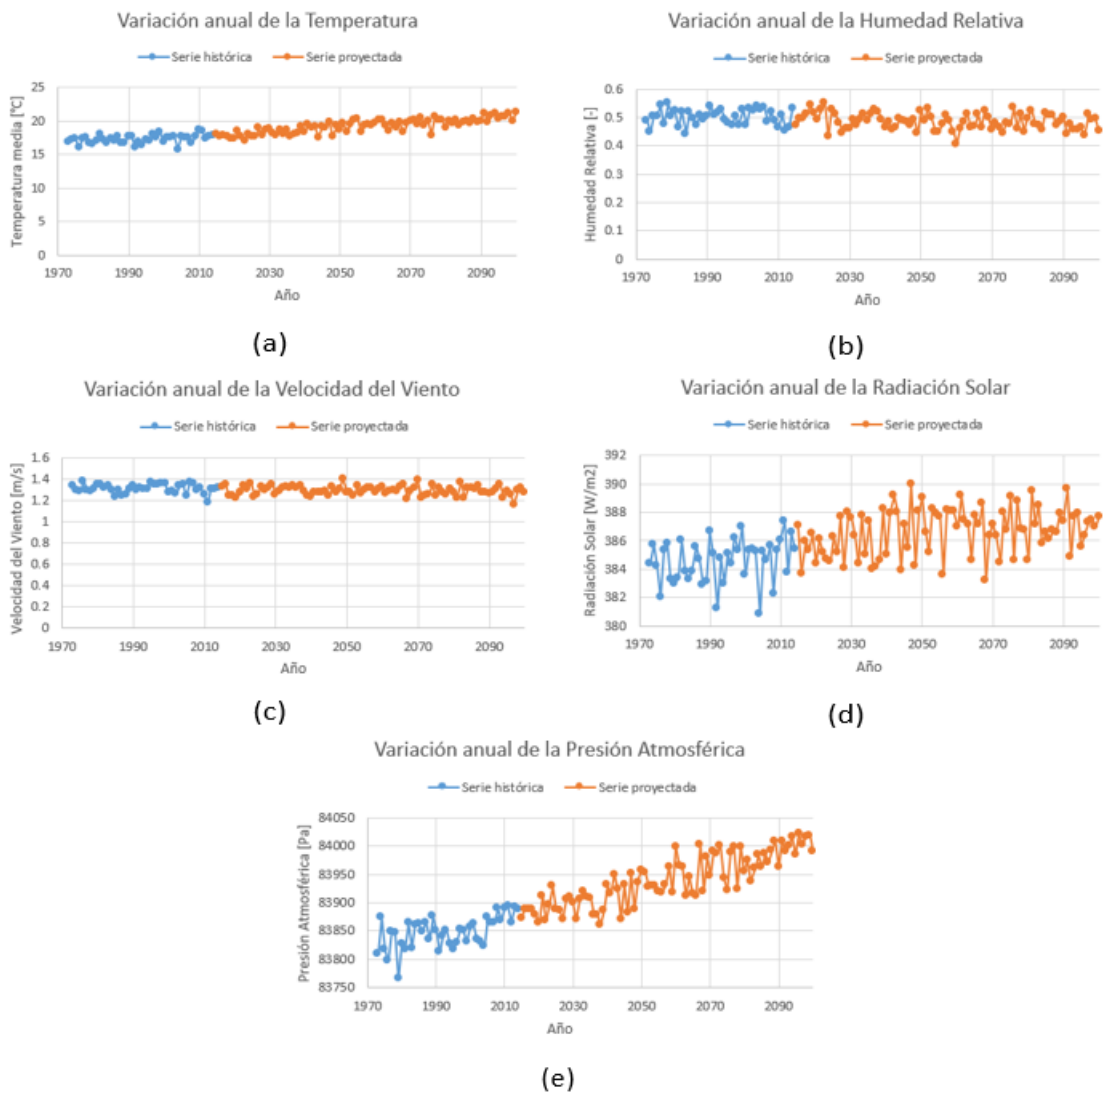 Variación anual de la Temperatura
Serie histórica Serie proyectada
Temperatura media [°C]
25
20
15
10
5
0
1970 1990 2010 2030 2050 2070 2090
Año
(a)
Variación anual de la Humedad Relativa
Serie histórica Serie proyectada
Humedad Relativa [-]
0.6
0.5
0.4
0.3
0.2
0.1
0
1970 1990 2010 2030 2050 2070 2090
Año
(b)
Variación anual de la Velocidad del Viento
Serie histórica Serie proyectada
Velocidad del Viento [m/s]
1.6
1.4
1.2
1
0.8
0.6
0.4
0.2
0
1970 1990 2010 2030 2050 2070 2090
Año
(c)
Variación anual de la Radiación Solar
Serie histórica Serie proyectada
Radiación Solar [W/m2]
392
390
388
386
384
382
380
1970 1990 2010 2030 2050 2070 2090
Año
(d)
Variación anual de la Presión Atmosférica
Serie histórica Serie proyectada
Presión Atmosférica [Pa]
84050
84000
83950
83900
83850
83800
83750
1970 1990 2010 2030 2050 2070 2090
Año
(e)